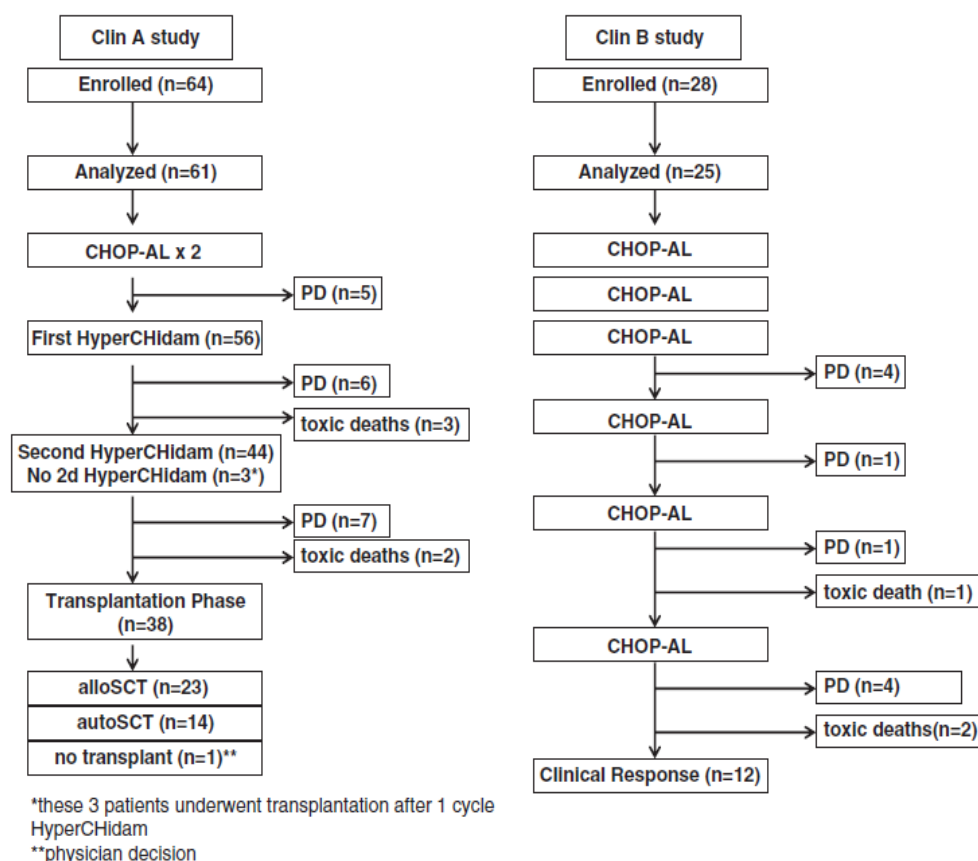 Clin A study
Enrolled (n=64)
Analyzed (n=61)
CHOP-AL x 2
PD (n=5)
First HyperCHidam (n=56)
PD (n=6)
toxic deaths (n=3)
Second HyperCHidam (n=44)
No 2d HyperCHidam (n=3*)
PD (n=7)
toxic deaths (n=2)
Transplantation Phase
(n=38)
alloSCT (n=23)
autoSCT (n=14)
no transplant (n=1)**
*these 3 patients underwent transplantation after 1 cycle
HyperCHidam
**physician decision
Clin B study
Enrolled (n=28)
Analyzed (n=25)
CHOP-AL
CHOP-AL
CHOP-AL
PD (n=4)
CHOP-AL
PD (n=1)
CHOP-AL
PD (n=1)
toxic death (n=1)
CHOP-AL
PD (n=4)
toxic deaths(n=2)
Clinical Response (n=12)